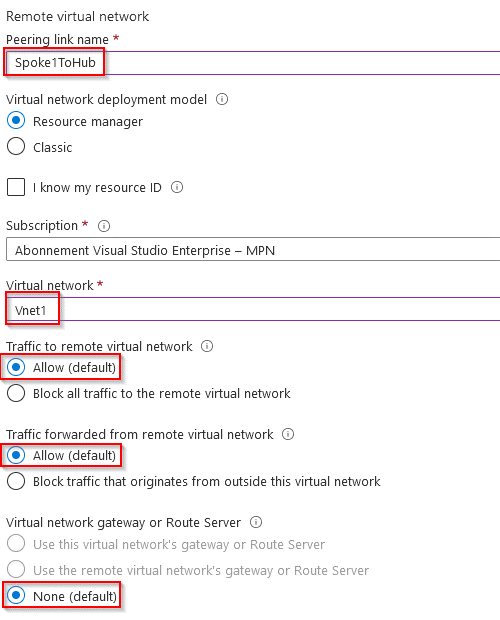 Remote virtual network
Peering link name *
Spoke1ToHub
Virtual network deployment model
Resource manager
Classic
I know my resource ID
Subscription *
Abonnement Visual Studio Enterprise – MPN
Virtual network *
Vnet1
Traffic to remote virtual network
Allow (default)
Block all traffic to the remote virtual network
Traffic forwarded from remote virtual network
Allow (default)
Block traffic that originates from outside this virtual network
Virtual network gateway or Route Server
Use this virtual network's gateway or Route Server
Use the remote virtual network's gateway or Route Server
None (default)